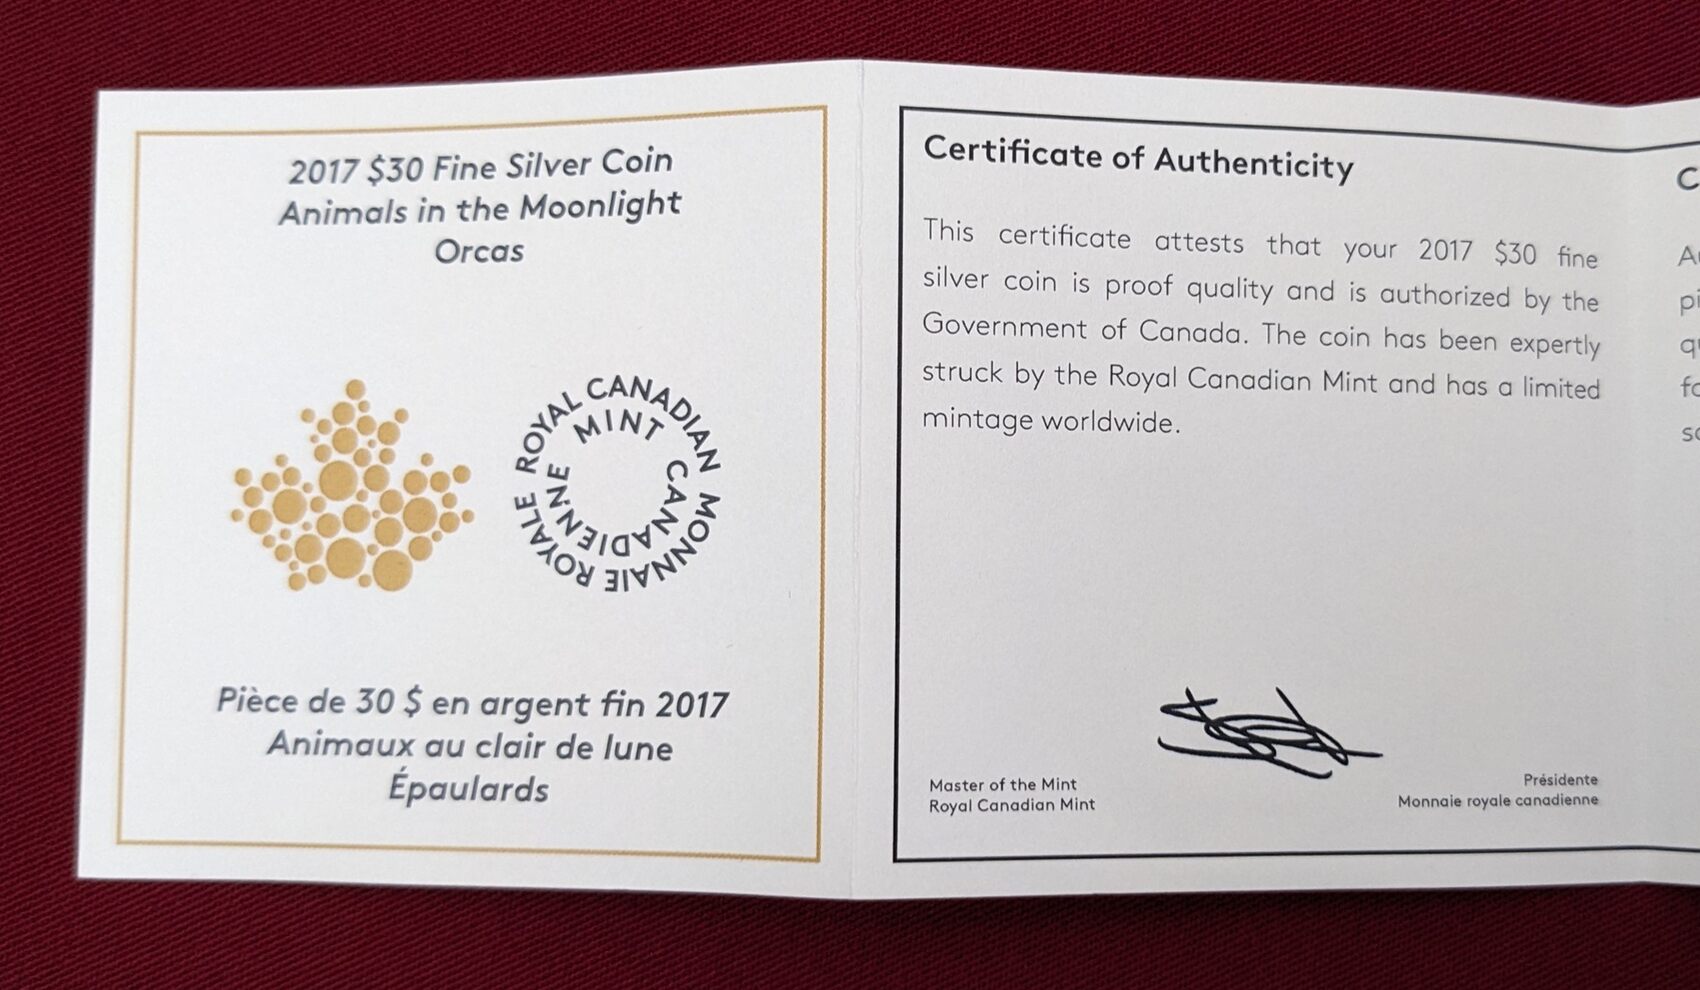 2017 $30 Fine Silver Coin
Animals in the Moonlight
Orcas
ROYAL CANADIAN MINT
MONNAIE ROYALE CANADIENNE
Pièce de 30 $ en argent fin 2017
Animaux au clair de lune
Épaulards
Certificate of Authenticity
This certificate attests that your 2017 $30 fine
silver coin is proof quality and is authorized by the
Government of Canada. The coin has been expertly
struck by the Royal Canadian Mint and has a limited
mintage worldwide.
Master of the Mint
Royal Canadian Mint
Présidente
Monnaie royale canadienne